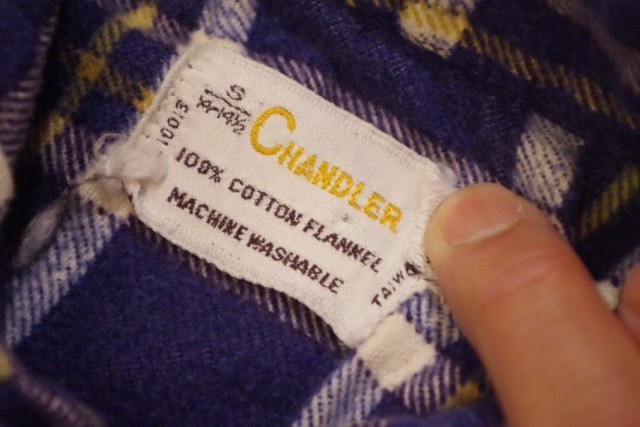 S
14-14½
10013
CHANDLER
100% COTTON FLANNEL
MACHINE WASHABLE